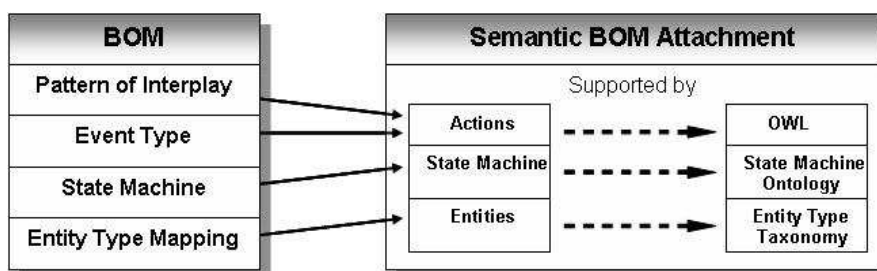 BOM
Pattern of Interplay
Event Type
State Machine
Entity Type Mapping
Semantic BOM Attachment
Supported by
Actions
OWL
State Machine
State Machine
Ontology
Entities
Entity Type
Taxonomy